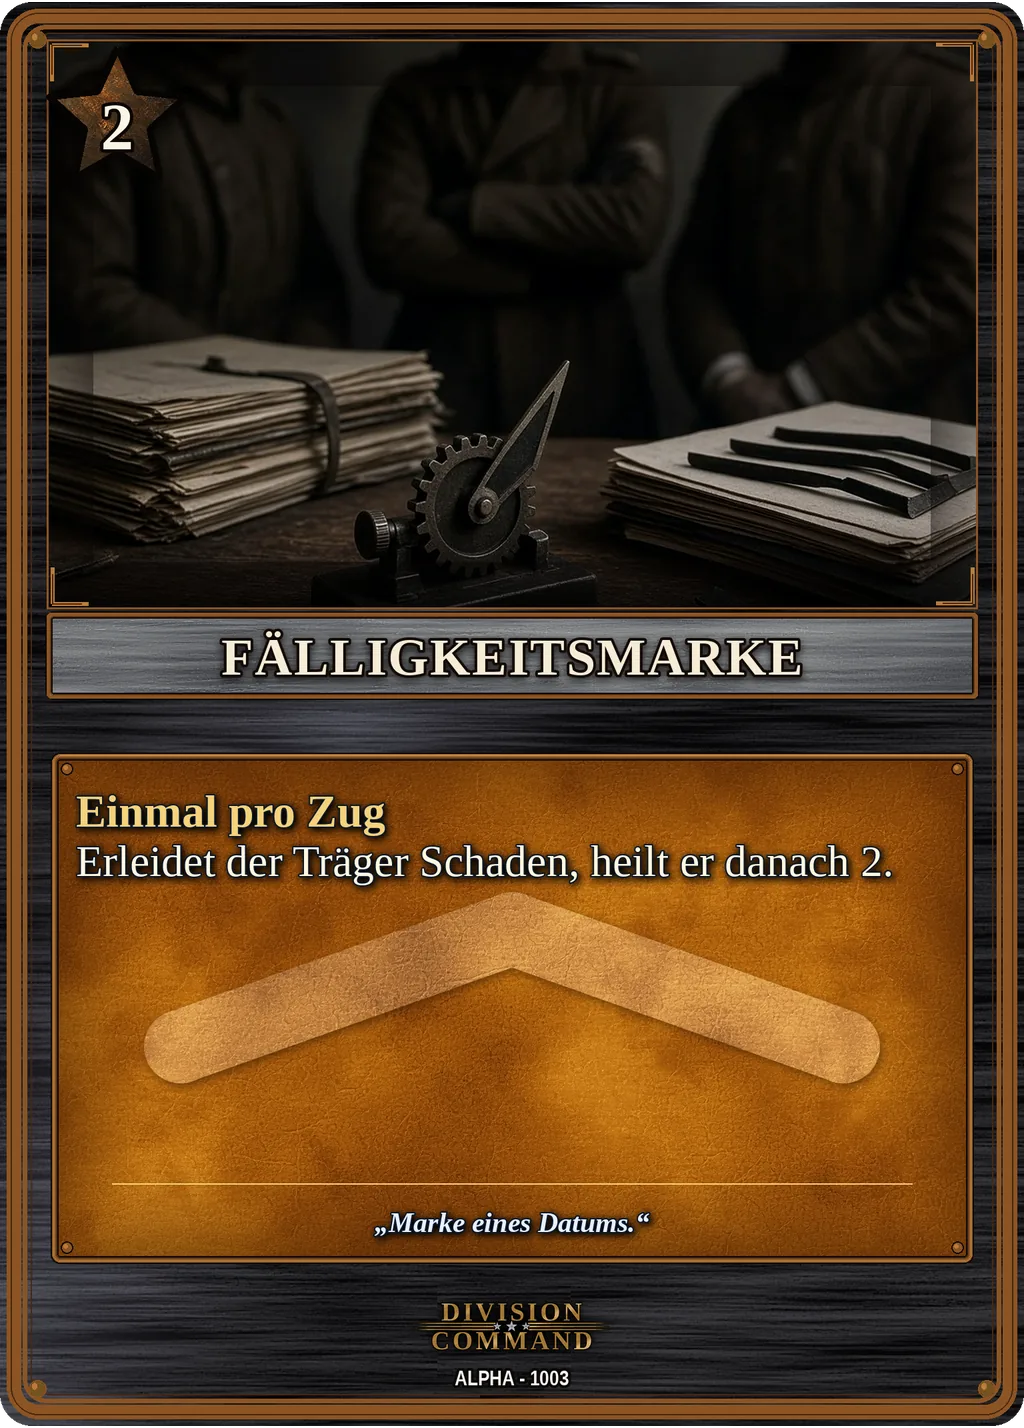 2
FÄLLIGKEITSMARKE
Einmal pro Zug
Erleidet der Träger Schaden, heilt er danach 2.
„Marke eines Datums.“
DIVISION
COMMAND
ALPHA - 1003